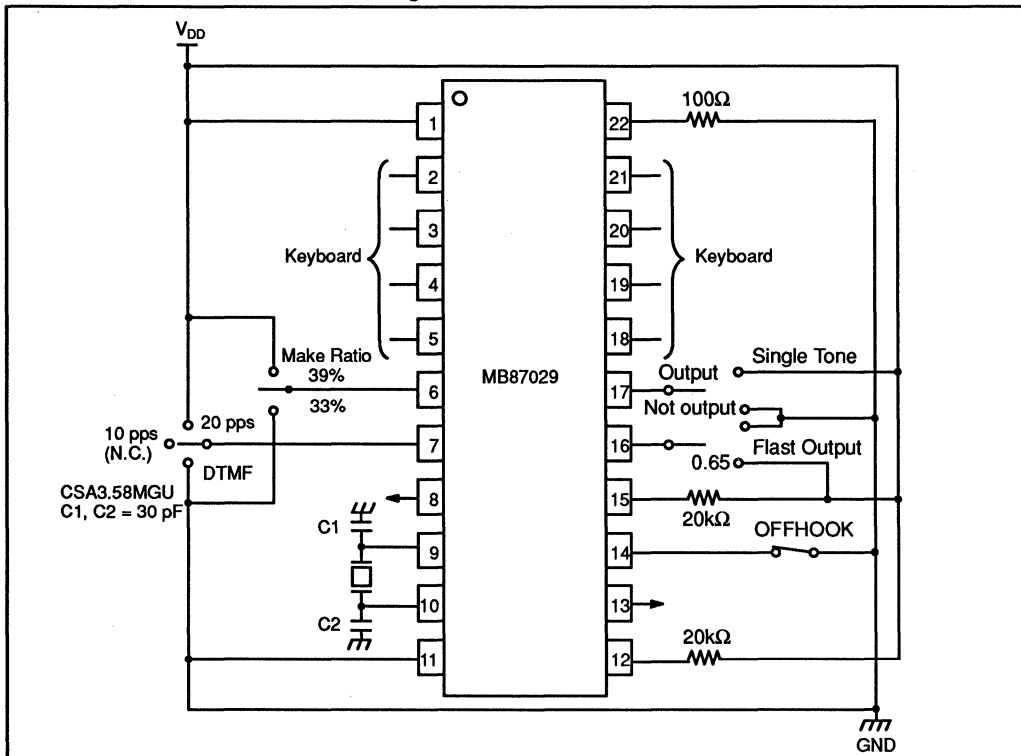 VDD
100Ω
1 22
2 21
3 20
Keyboard Keyboard
4 19
5 18
Make Ratio
39%
33%
MB87029
Single Tone
Output
6 17
Not output
20 pps
10 pps
(N.C.)
7 16
Flast Output
0.65
DTMF
CSA3.58MGU
C1, C2 = 30 pF
8 15
20kΩ
OFFHOOK
C1
9 14
10 13
C2
20kΩ
11 12
GND